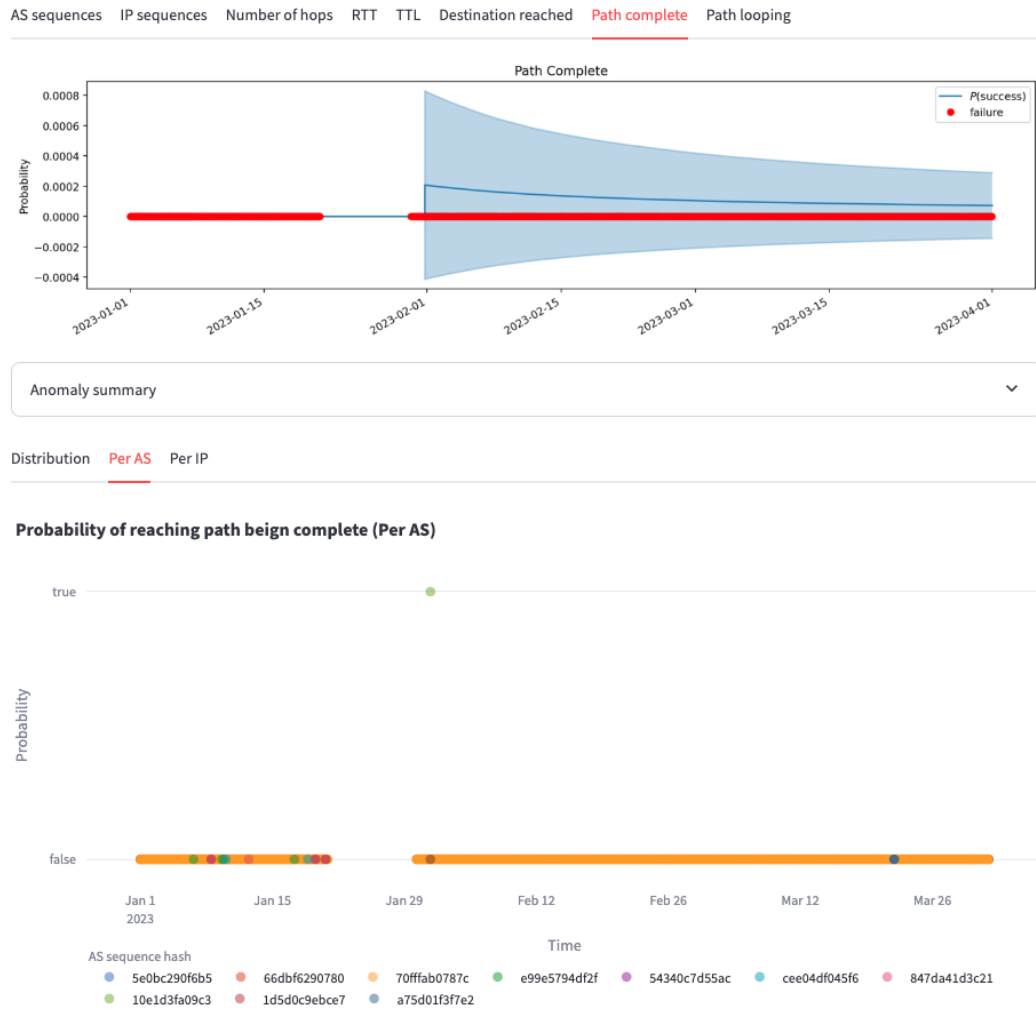 AS sequences IP sequences Number of hops RTT TTL Destination reached Path complete Path looping
Path Complete
P(success)
failure
Probability
0.0008
0.0006
0.0004
0.0002
0.0000
−0.0002
−0.0004
2023-01-01 2023-01-15 2023-02-01 2023-02-15 2023-03-01 2023-03-15 2023-04-01
Anomaly summary
Distribution Per AS Per IP
Probability of reaching path beign complete (Per AS)
true
Probability
false
Jan 1 Jan 15 Jan 29 Feb 12 Feb 26 Mar 12 Mar 26
2023
Time
AS sequence hash
5e0bc290f6b5 66dbf6290780 70fffab0787c e99e5794df2f 54340c7d55ac cee04df045f6 847da41d3c21
10e1d3fa09c3 1d5d0c9ebce7 a75d01f3f7e2